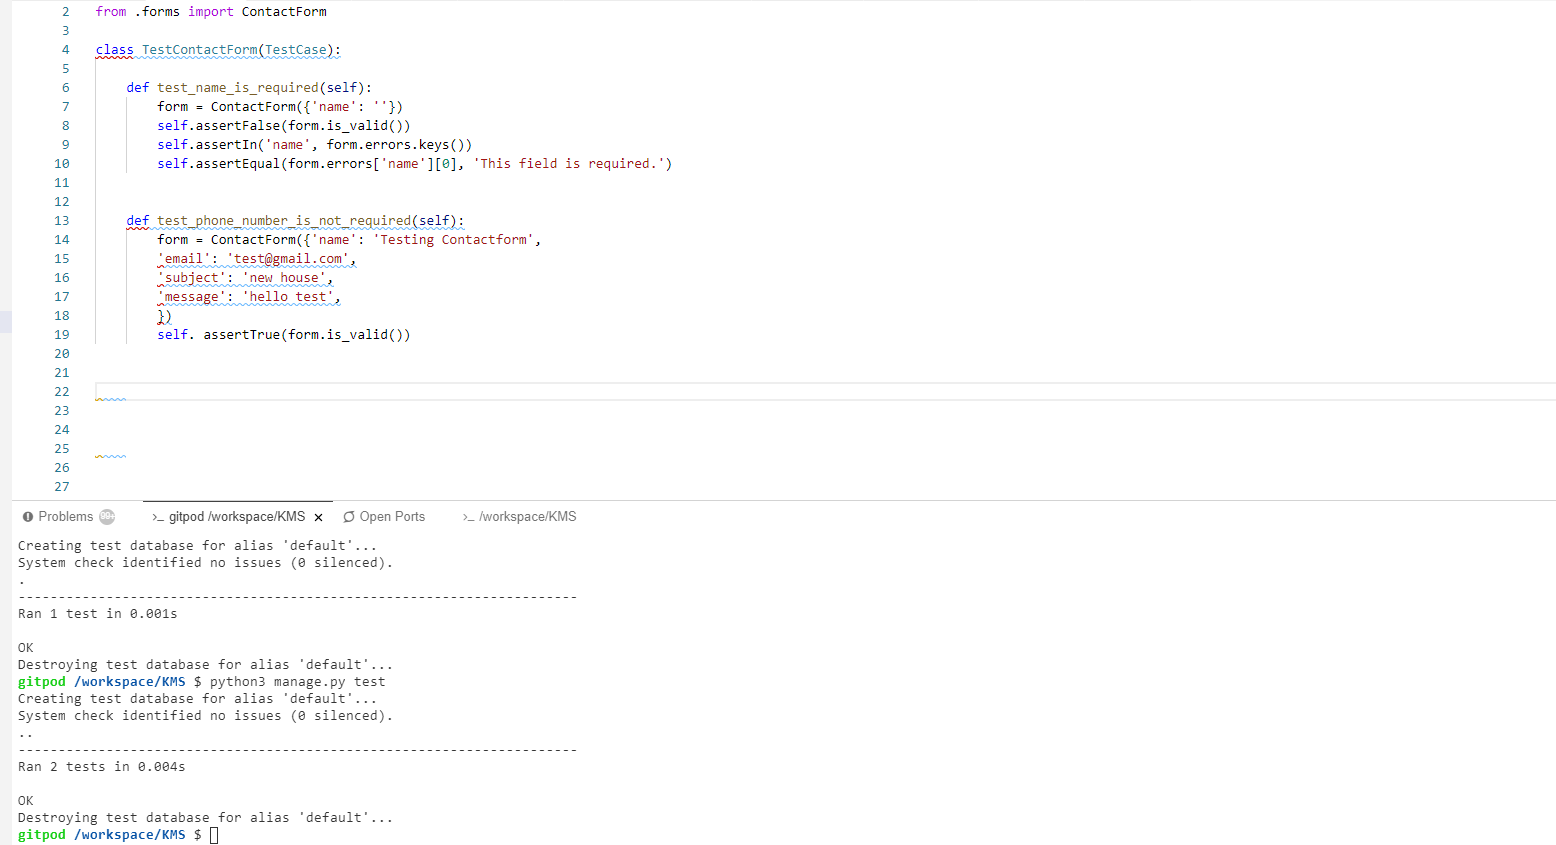 2 from .forms import ContactForm
3
4 class TestContactForm(TestCase):
5
6     def test_name_is_required(self):
7         form = ContactForm({'name': ''})
8         self.assertFalse(form.is_valid())
9         self.assertIn('name', form.errors.keys())
10         self.assertEqual(form.errors['name'][0], 'This field is required.')
11
12
13     def test_phone_number_is_not_required(self):
14         form = ContactForm({'name': 'Testing Contactform',
15         'email': 'test@gmail.com',
16         'subject': 'new house',
17         'message': 'hello test',
18         })
19         self. assertTrue(form.is_valid())
20
21
22
23
24
25
26
27
Problems 99+ >_ gitpod /workspace/KMS × Open Ports >_ /workspace/KMS
Creating test database for alias 'default'...
System check identified no issues (0 silenced).
.
----------------------------------------------------------------------
Ran 1 test in 0.001s
OK
Destroying test database for alias 'default'...
gitpod /workspace/KMS $ python3 manage.py test
Creating test database for alias 'default'...
System check identified no issues (0 silenced).
..
----------------------------------------------------------------------
Ran 2 tests in 0.004s
OK
Destroying test database for alias 'default'...
gitpod /workspace/KMS $